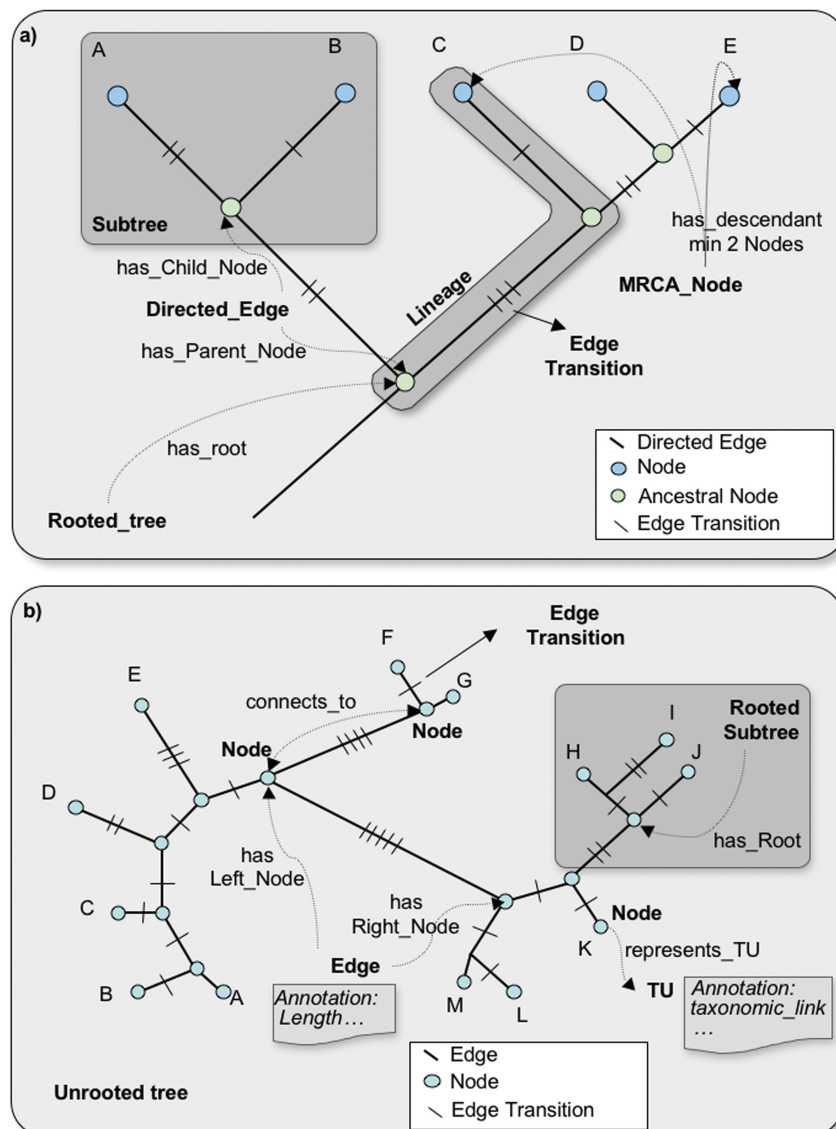 a)
A
B
C
D
E
Subtree
has_Child_Node
Directed_Edge
has_Parent_Node
has_root
Rooted_tree
Lineage
Edge
Transition
has_descendant
min 2 Nodes
MRCA_Node
Directed Edge
Node
Ancestral Node
Edge Transition
b)
Edge
Transition
F
G
E
connects_to
Node
Node
Rooted
Subtree
I
H
J
has_Root
D
has
Left_Node
C
has
Right_Node
Node
K
represents_TU
Edge
B
A
M
L
TU
Annotation:
Length...
Annotation:
taxonomic_link
...
Edge
Node
Edge Transition
Unrooted tree